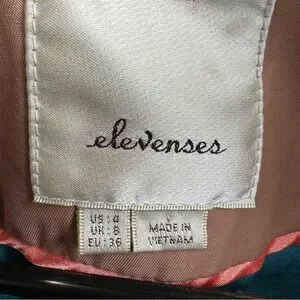 elevenses
US: 4
UK: 8
EU: 36
MADE IN
VIETNAM